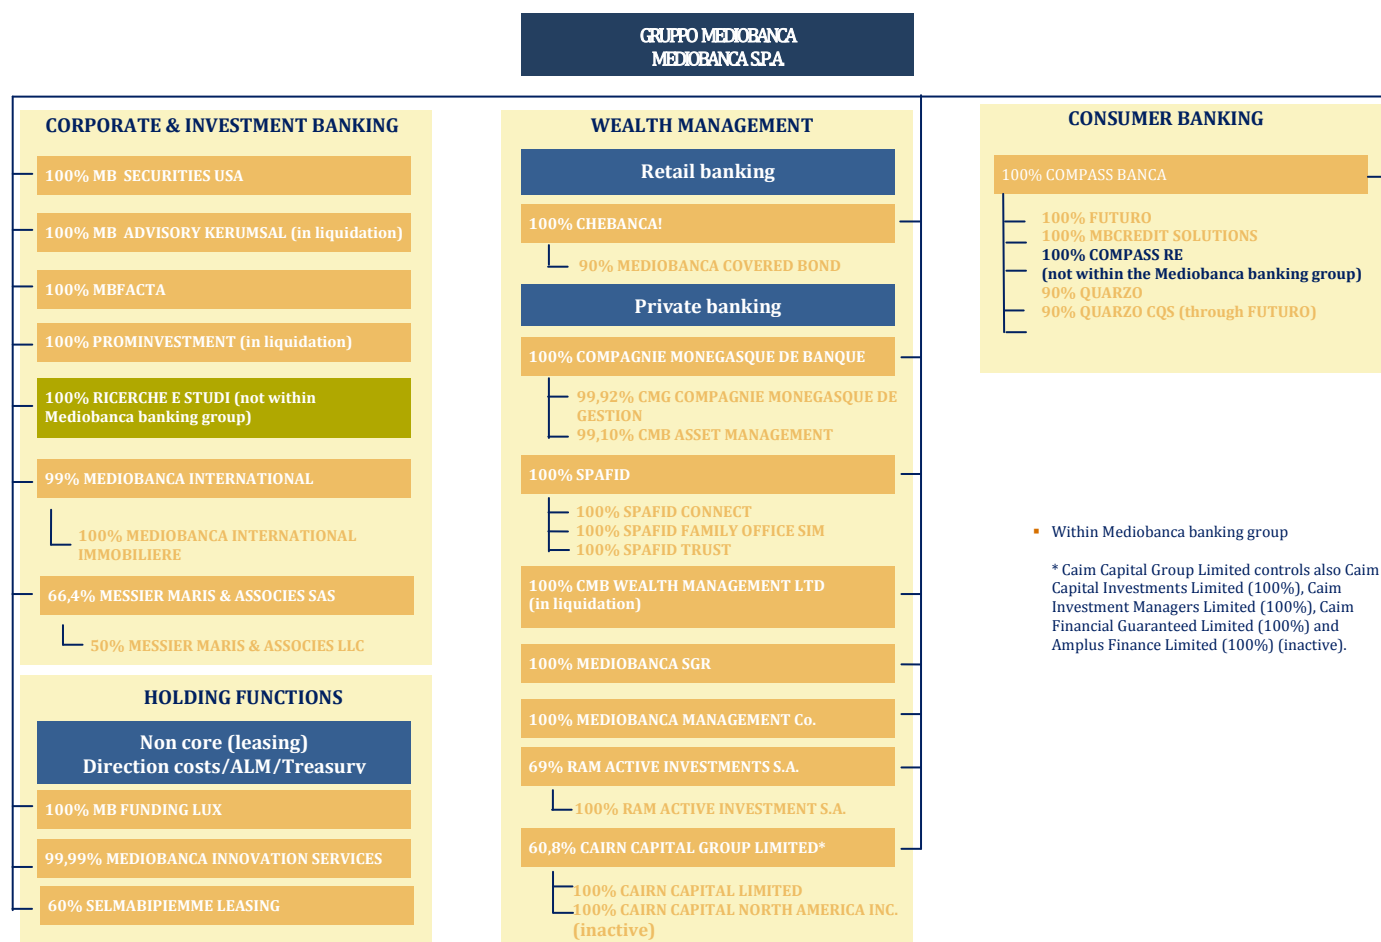 GRUPPO MEDIOBANCA
MEDIOBANCA S.P.A.
CORPORATE & INVESTMENT BANKING
100% MB SECURITIES USA
100% MB ADVISORY KERUMSAL (in liquidation)
100% MBFACTA
100% PROMINVESTMENT (in liquidation)
100% RICERCHE E STUDI (not within
Mediobanca banking group)
99% MEDIOBANCA INTERNATIONAL
100% MEDIOBANCA INTERNATIONAL
IMMOBILIERE
66,4% MESSIER MARIS & ASSOCIES SAS
50% MESSIER MARIS & ASSOCIES LLC
HOLDING FUNCTIONS
Non core (leasing)
Direction costs/ALM/Treasury
100% MB FUNDING LUX
99,99% MEDIOBANCA INNOVATION SERVICES
60% SELMABIPIEMME LEASING
WEALTH MANAGEMENT
Retail banking
100% CHEBANCA!
90% MEDIOBANCA COVERED BOND
Private banking
100% COMPAGNIE MONEGASQUE DE BANQUE
99,92% CMG COMPAGNIE MONEGASQUE DE
GESTION
99,10% CMB ASSET MANAGEMENT
100% SPAFID
100% SPAFID CONNECT
100% SPAFID FAMILY OFFICE SIM
100% SPAFID TRUST
100% CMB WEALTH MANAGEMENT LTD
(in liquidation)
100% MEDIOBANCA SGR
100% MEDIOBANCA MANAGEMENT Co.
69% RAM ACTIVE INVESTMENTS S.A.
100% RAM ACTIVE INVESTMENT S.A.
60,8% CAIRN CAPITAL GROUP LIMITED*
100% CAIRN CAPITAL LIMITED
100% CAIRN CAPITAL NORTH AMERICA INC.
(inactive)
CONSUMER BANKING
100% COMPASS BANCA
100% FUTURO
100% MBCREDIT SOLUTIONS
100% COMPASS RE
(not within the Mediobanca banking group)
90% QUARZO
90% QUARZO CQS (through FUTURO)
▪ Within Mediobanca banking group
* Caim Capital Group Limited controls also Caim
Capital Investments Limited (100%), Caim
Investment Managers Limited (100%), Caim
Financial Guaranteed Limited (100%) and
Amplus Finance Limited (100%) (inactive).